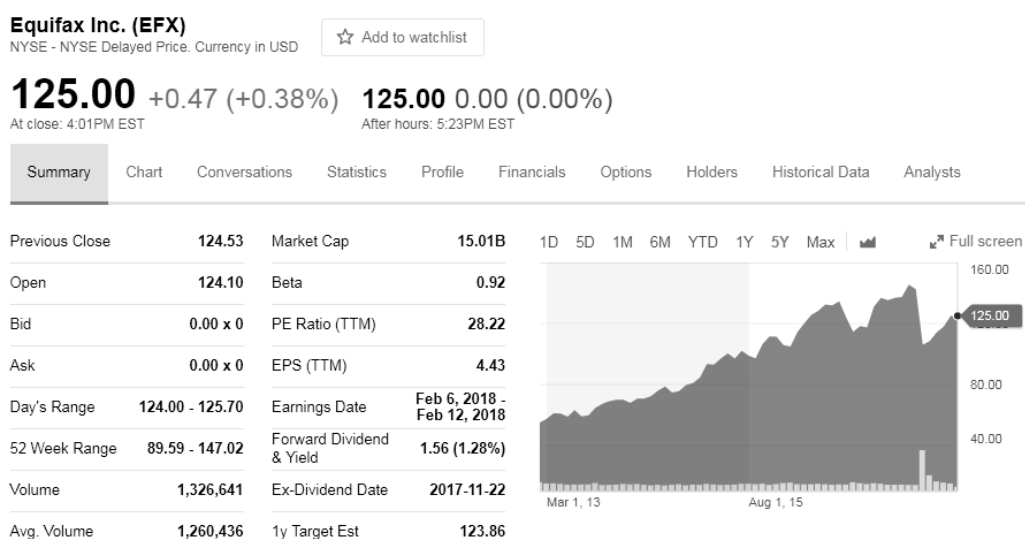 Equifax Inc. (EFX)
NYSE - NYSE Delayed Price. Currency in USD
Add to watchlist
125.00 +0.47 (+0.38%) 125.00 0.00 (0.00%)
At close: 4:01PM EST After hours: 5:23PM EST
Summary Chart Conversations Statistics Profile Financials Options Holders Historical Data Analysts
Previous Close 124.53
Open 124.10
Bid 0.00 x 0
Ask 0.00 x 0
Day's Range 124.00 - 125.70
52 Week Range 89.59 - 147.02
Volume 1,326,641
Avg. Volume 1,260,436
Market Cap 15.01B
Beta 0.92
PE Ratio (TTM) 28.22
EPS (TTM) 4.43
Earnings Date Feb 6, 2018 -
Feb 12, 2018
Forward Dividend
& Yield 1.56 (1.28%)
Ex-Dividend Date 2017-11-22
1y Target Est 123.86
1D 5D 1M 6M YTD 1Y 5Y Max Full screen
160.00
125.00
80.00
40.00
Mar 1, 13 Aug 1, 15